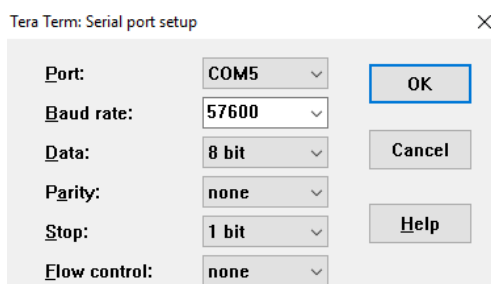 Tera Term: Serial port setup
Port: COM5 OK
Baud rate: 57600
Data: 8 bit Cancel
Parity: none
Stop: 1 bit Help
Flow control: none